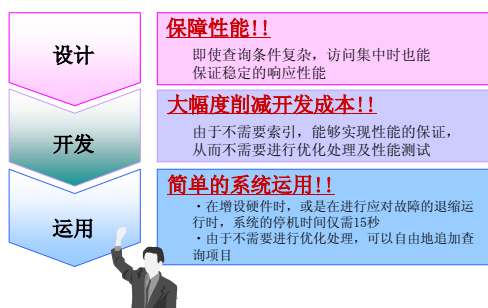 设计
保障性能!!
即使查询条件复杂，访问集中时也能
保证稳定的响应性能
开发
大幅度削减开发成本!!
由于不需要索引，能够实现性能的保证，
从而不需要进行优化处理及性能测试
运用
简单的系统运用!!
・在增设硬件时，或是在进行应对故障的退缩运
行时，系统的停机时间仅需15秒
・由于不需要进行优化处理，可以自由地追加查
询项目